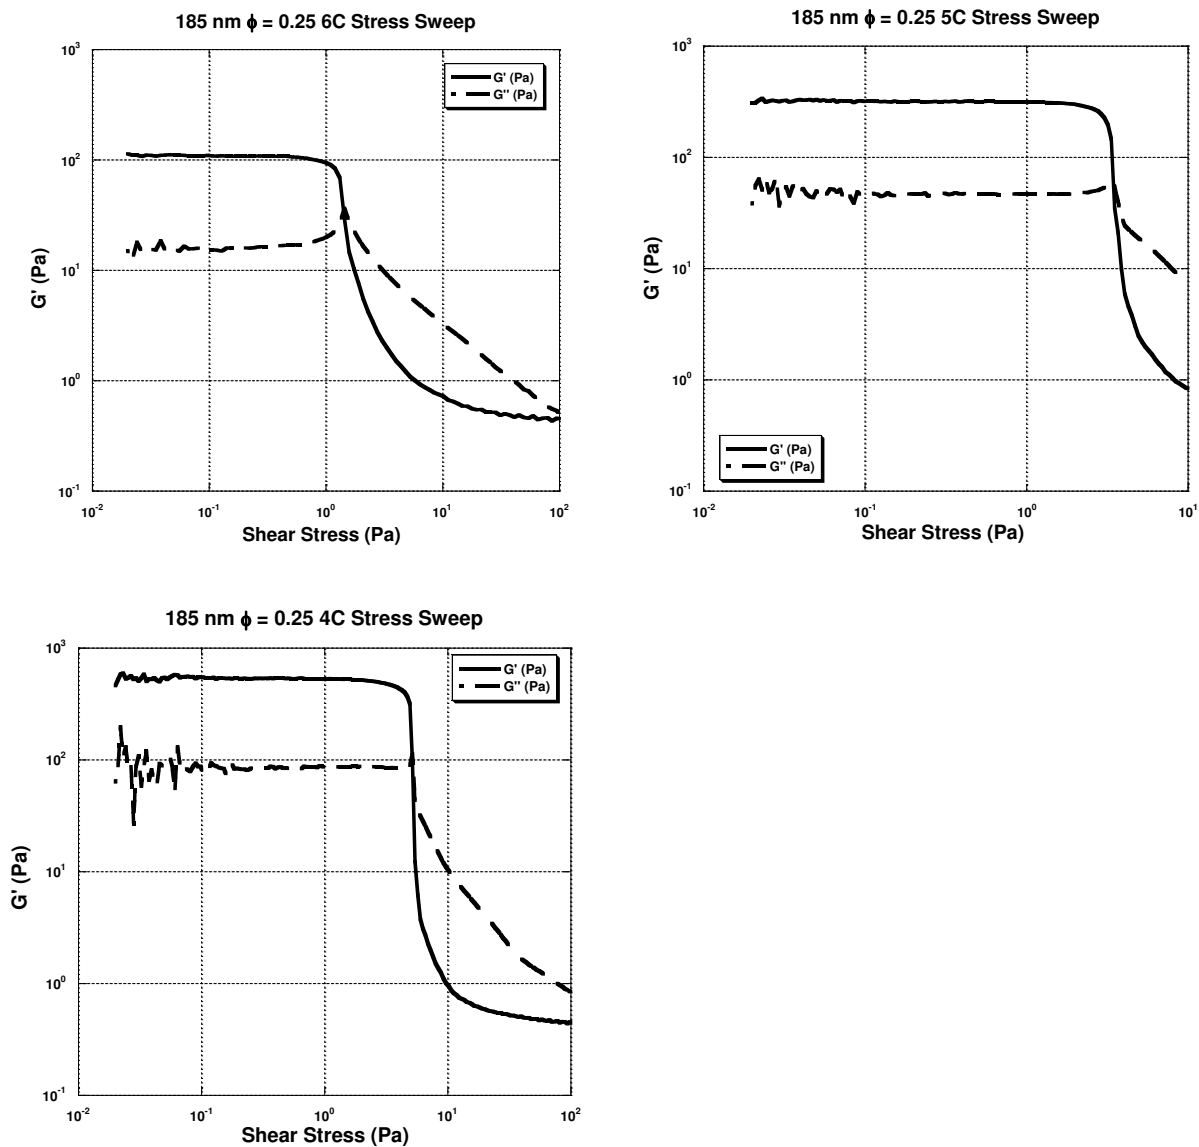 185 nm ϕ = 0.25 6C Stress Sweep
10³
10²
10¹
10⁰
10⁻¹
G' (Pa)
G' (Pa)
G'' (Pa)
10⁻²
10⁻¹
10⁰
10¹
10²
Shear Stress (Pa)
185 nm ϕ = 0.25 5C Stress Sweep
10³
10²
10¹
10⁰
10⁻¹
G' (Pa)
G' (Pa)
G'' (Pa)
10⁻²
10⁻¹
10⁰
10¹
Shear Stress (Pa)
185 nm ϕ = 0.25 4C Stress Sweep
10³
10²
10¹
10⁰
10⁻¹
G' (Pa)
G' (Pa)
G'' (Pa)
10⁻²
10⁻¹
10⁰
10¹
10²
Shear Stress (Pa)